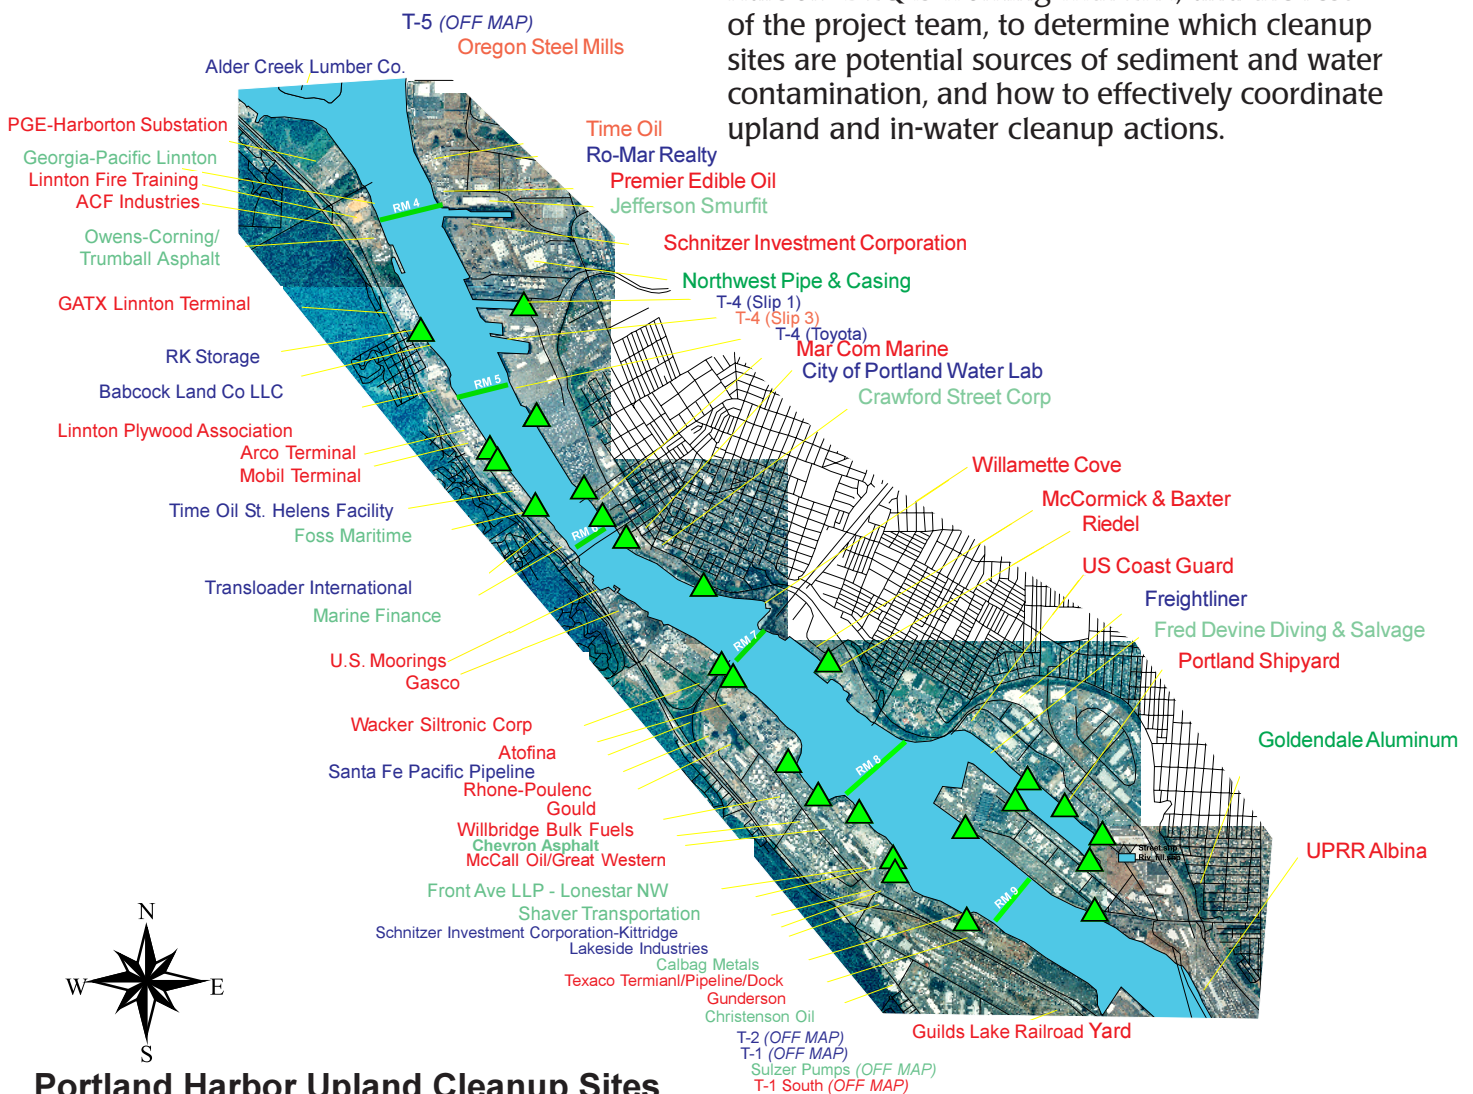 of the project team, to determine which cleanup
sites are potential sources of sediment and water
contamination, and how to effectively coordinate
upland and in-water cleanup actions.
T-5 (OFF MAP)
Oregon Steel Mills
Alder Creek Lumber Co.
PGE-Harborton Substation
Georgia-Pacific Linnton
Linnton Fire Training
ACF Industries
Owens-Corning/
Trumball Asphalt
GATX Linnton Terminal
RK Storage
Babcock Land Co LLC
Linnton Plywood Association
Arco Terminal
Mobil Terminal
Time Oil St. Helens Facility
Foss Maritime
Transloader International
Marine Finance
U.S. Moorings
Gasco
Wacker Siltronic Corp
Atofina
Santa Fe Pacific Pipeline
Rhone-Poulenc
Gould
Willbridge Bulk Fuels
Chevron Asphalt
McCall Oil/Great Western
Front Ave LLP - Lonestar NW
Shaver Transportation
Schnitzer Investment Corporation-Kittridge
Lakeside Industries
Calbag Metals
Texaco Termianl/Pipeline/Dock
Gunderson
Christenson Oil
T-2 (OFF MAP)
T-1 (OFF MAP)
Sulzer Pumps (OFF MAP)
T-1 South (OFF MAP)
Time Oil
Ro-Mar Realty
Premier Edible Oil
Jefferson Smurfit
Schnitzer Investment Corporation
Northwest Pipe & Casing
T-4 (Slip 1)
T-4 (Slip 3)
T-4 (Toyota)
Mar Com Marine
City of Portland Water Lab
Crawford Street Corp
Willamette Cove
McCormick & Baxter
Riedel
US Coast Guard
Freightliner
Fred Devine Diving & Salvage
Portland Shipyard
Goldendale Aluminum
UPRR Albina
Guilds Lake Railroad Yard
RM 4
RM 5
RM 6
RM 7
RM 8
RM 9
Street.shp
Riv_fill.shp
N
W
E
S
Portland Harbor Upland Cleanup Sites